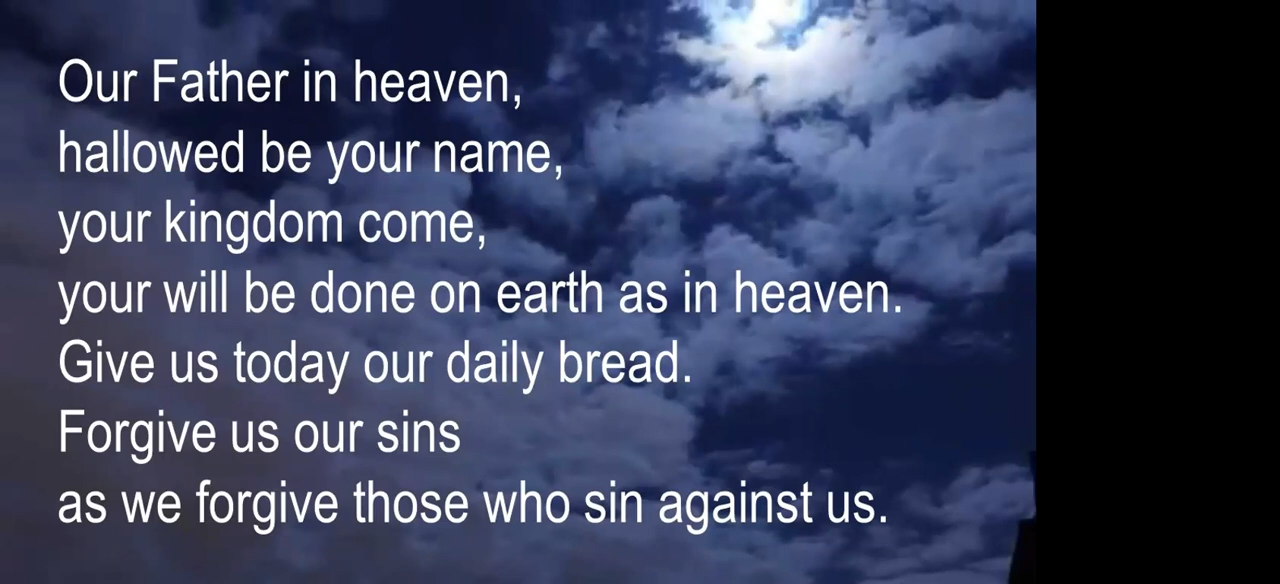 Our Father in heaven,
hallowed be your name,
your kingdom come,
your will be done on earth as in heaven.
Give us today our daily bread.
Forgive us our sins
as we forgive those who sin against us.